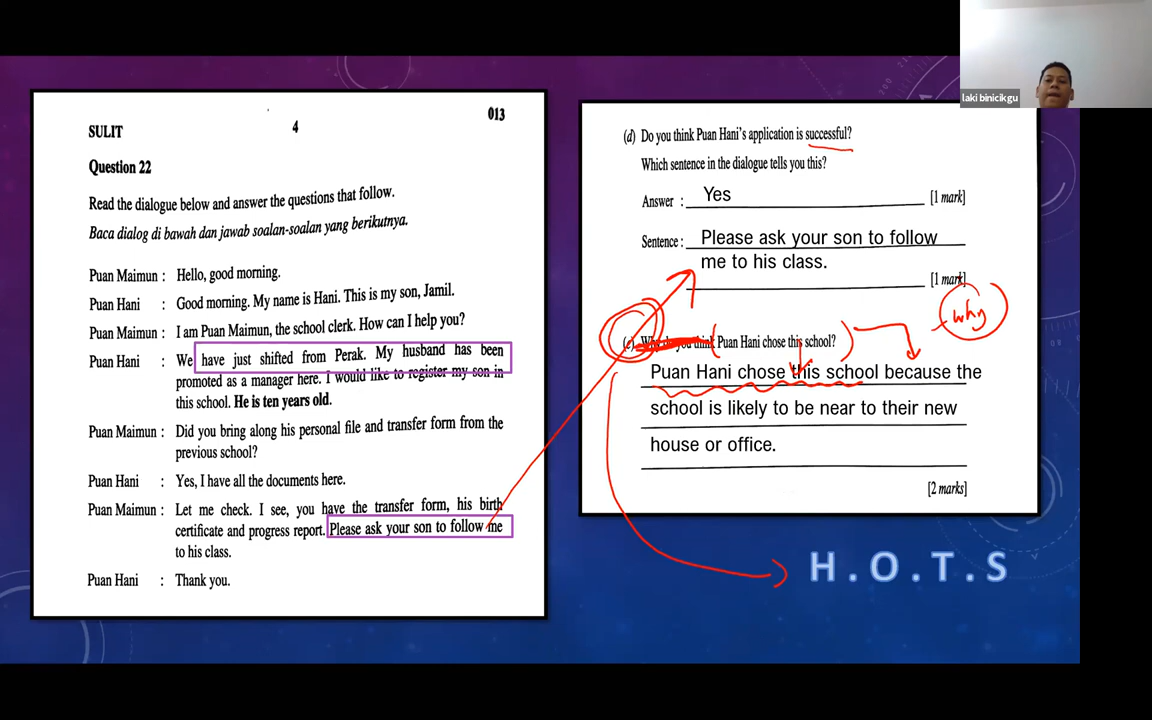 laki binicikgu
SULIT
4
013
Question 22
Read the dialogue below and answer the questions that follow.
Baca dialog di bawah dan jawab soalan-soalan yang berikutnya.
Puan Maimun : Hello, good morning.
Puan Hani : Good morning. My name is Hani. This is my son, Jamil.
Puan Maimun : I am Puan Maimun, the school clerk. How can I help you?
Puan Hani : We have just shifted from Perak. My husband has been
promoted as a manager here. I would like to register my son in
this school. He is ten years old.
Puan Maimun : Did you bring along his personal file and transfer form from the
previous school?
Puan Hani : Yes, I have all the documents here.
Puan Maimun : Let me check. I see, you have the transfer form, his birth
certificate and progress report. Please ask your son to follow me
to his class.
Puan Hani : Thank you.
(d) Do you think Puan Hani's application is successful?
Which sentence in the dialogue tells you this?
Answer : Yes [1 mark]
Sentence : Please ask your son to follow
me to his class.
[1 mark]
why
(e) Why do you think Puan Hani chose this school?
Puan Hani chose this school because the
school is likely to be near to their new
house or office.
[2 marks]
H.O.T.S